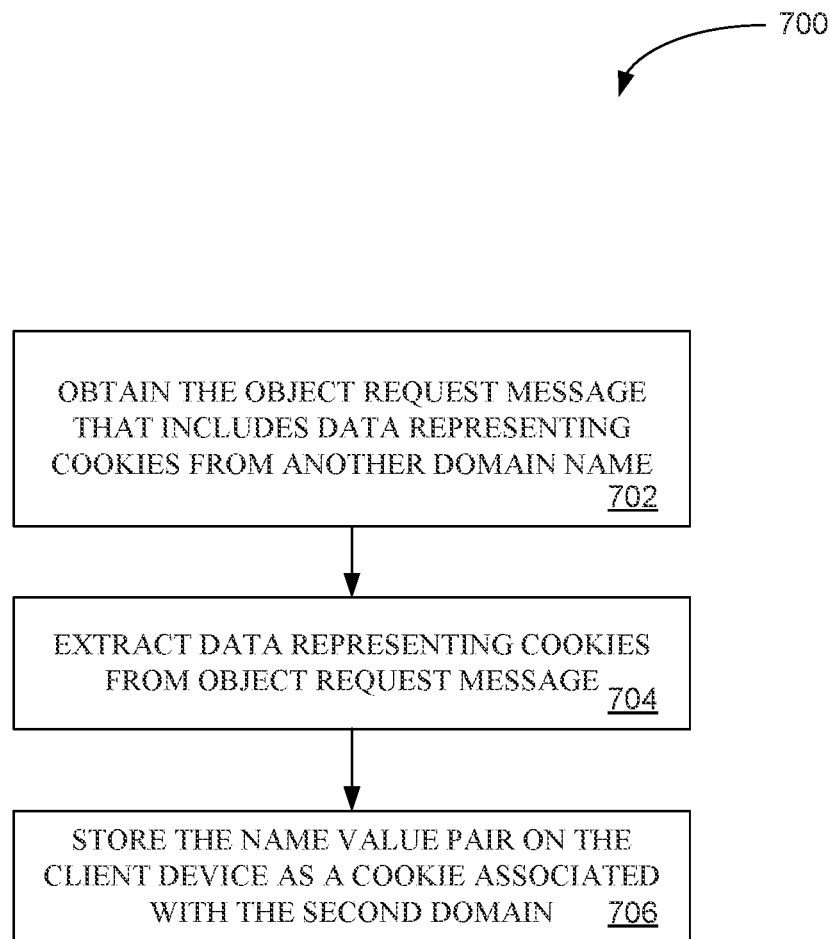 700
OBTAIN THE OBJECT REQUEST MESSAGE
THAT INCLUDES DATA REPRESENTING
COOKIES FROM ANOTHER DOMAIN NAME
702
EXTRACT DATA REPRESENTING COOKIES
FROM OBJECT REQUEST MESSAGE
704
STORE THE NAME VALUE PAIR ON THE
CLIENT DEVICE AS A COOKIE ASSOCIATED
WITH THE SECOND DOMAIN 706